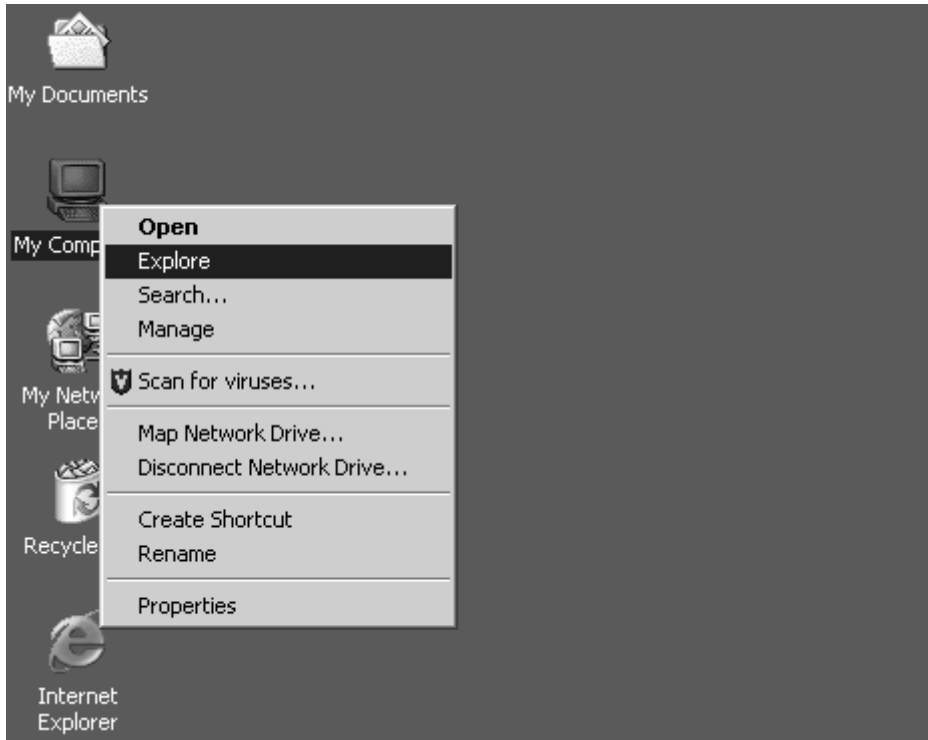 My Documents
My Comp
Open
Explore
Search...
Manage
Scan for viruses...
Map Network Drive...
Disconnect Network Drive...
Create Shortcut
Rename
Properties
My Netw
Place
Recycle
Internet
Explorer